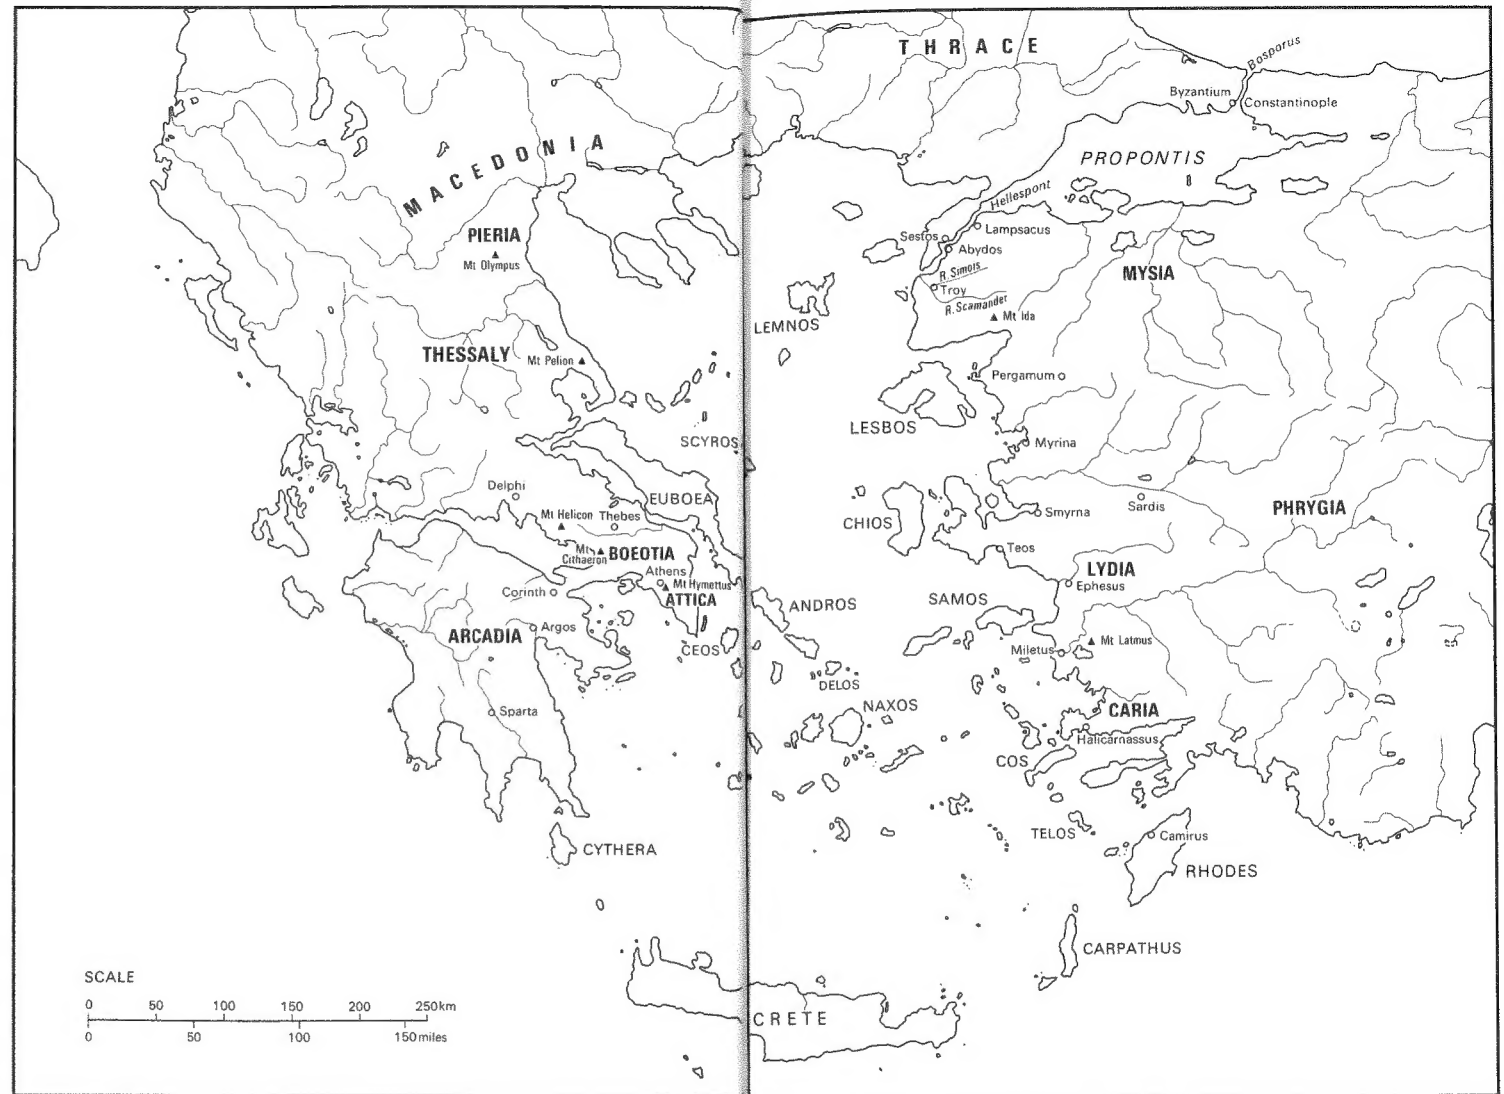 THRACE
Bosporus
Byzantium
Constantinople
MACEDONIA
PROPONTIS
Hellespont
PIERIA
Mt Olympus
Sestos
Lampsacus
Abydos
R. Simois
MYSIA
Troy
R. Scamander
Mt Ida
LEMNOS
THESSALY
Mt Pelion
Pergamum
LESBOS
SCYROS
Myrina
Delphi
EUBOEA
Sardis
PHRYGIA
Mt Helicon
Thebes
CHIOS
Smyrna
Mt
Cithaeron
BOEOTIA
Teos
Athens
Mt Hymettus
LYDIA
Ephesus
Corinth
ATTICA
ANDROS
SAMOS
ARCADIA
Argos
CEOS
Miletus
Mt Latmus
DELOS
NAXOS
CARIA
Sparta
Halicarnassus
COS
TELOS
Camirus
CYTHERA
RHODES
CARPATHUS
SCALE
0 50 100 150 200 250km
0 50 100 150miles
CRETE